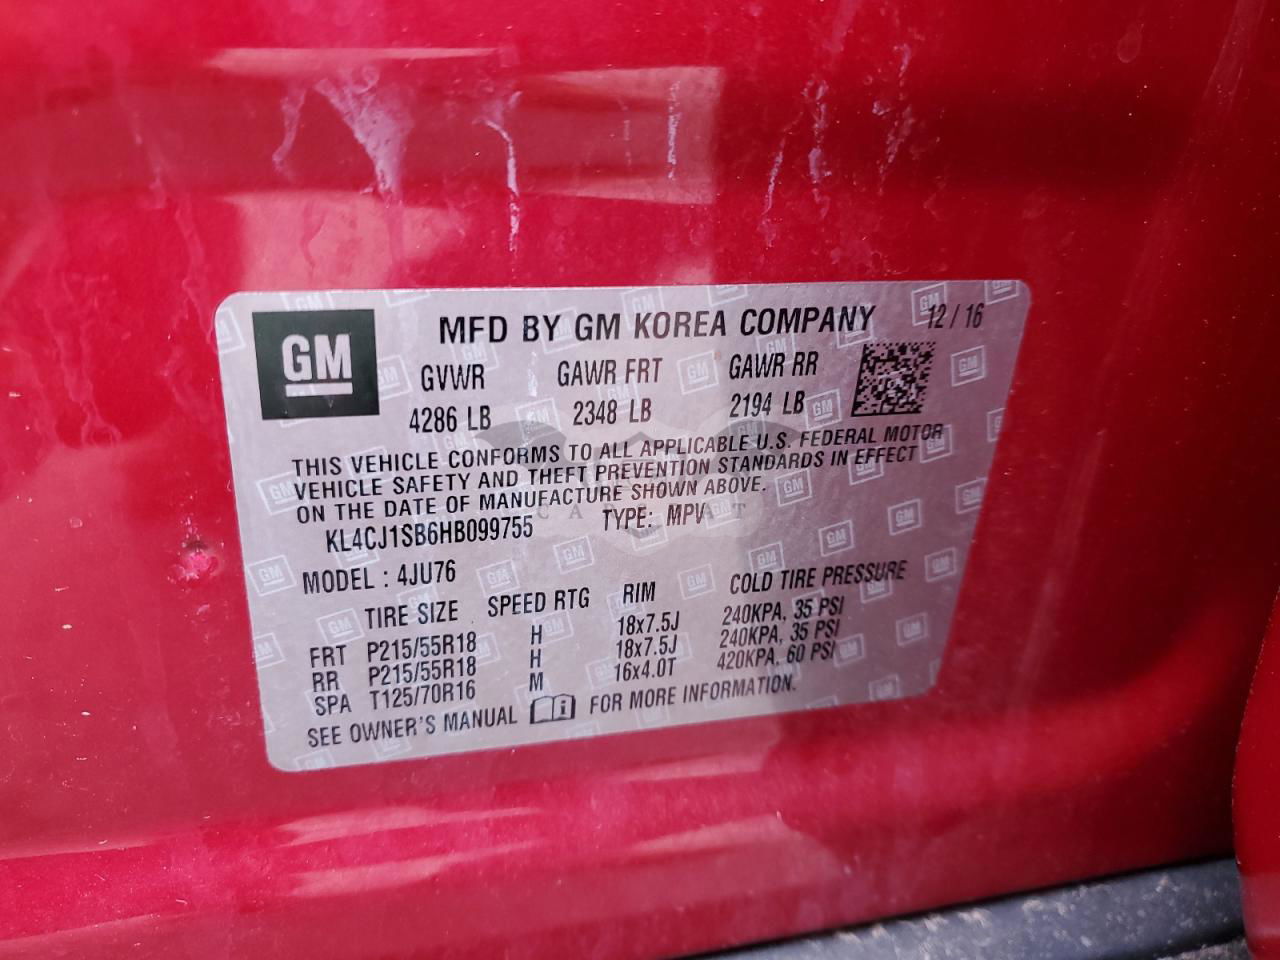 GM
MFD BY GM KOREA COMPANY 12 / 16
GVWR GAWR FRT GAWR RR
4286 LB 2348 LB 2194 LB
THIS VEHICLE CONFORMS TO ALL APPLICABLE U.S. FEDERAL MOTOR
VEHICLE SAFETY AND THEFT PREVENTION STANDARDS IN EFFECT
ON THE DATE OF MANUFACTURE SHOWN ABOVE.
KL4CJ1SB6HB099755 TYPE: MPV
MODEL : 4JU76
TIRE SIZE SPEED RTG RIM COLD TIRE PRESSURE
FRT P215/55R18 H 18x7.5J 240KPA, 35 PSI
RR P215/55R18 H 18x7.5J 240KPA, 35 PSI
SPA T125/70R16 M 16x4.0T 420KPA, 60 PSI
SEE OWNER'S MANUAL FOR MORE INFORMATION.